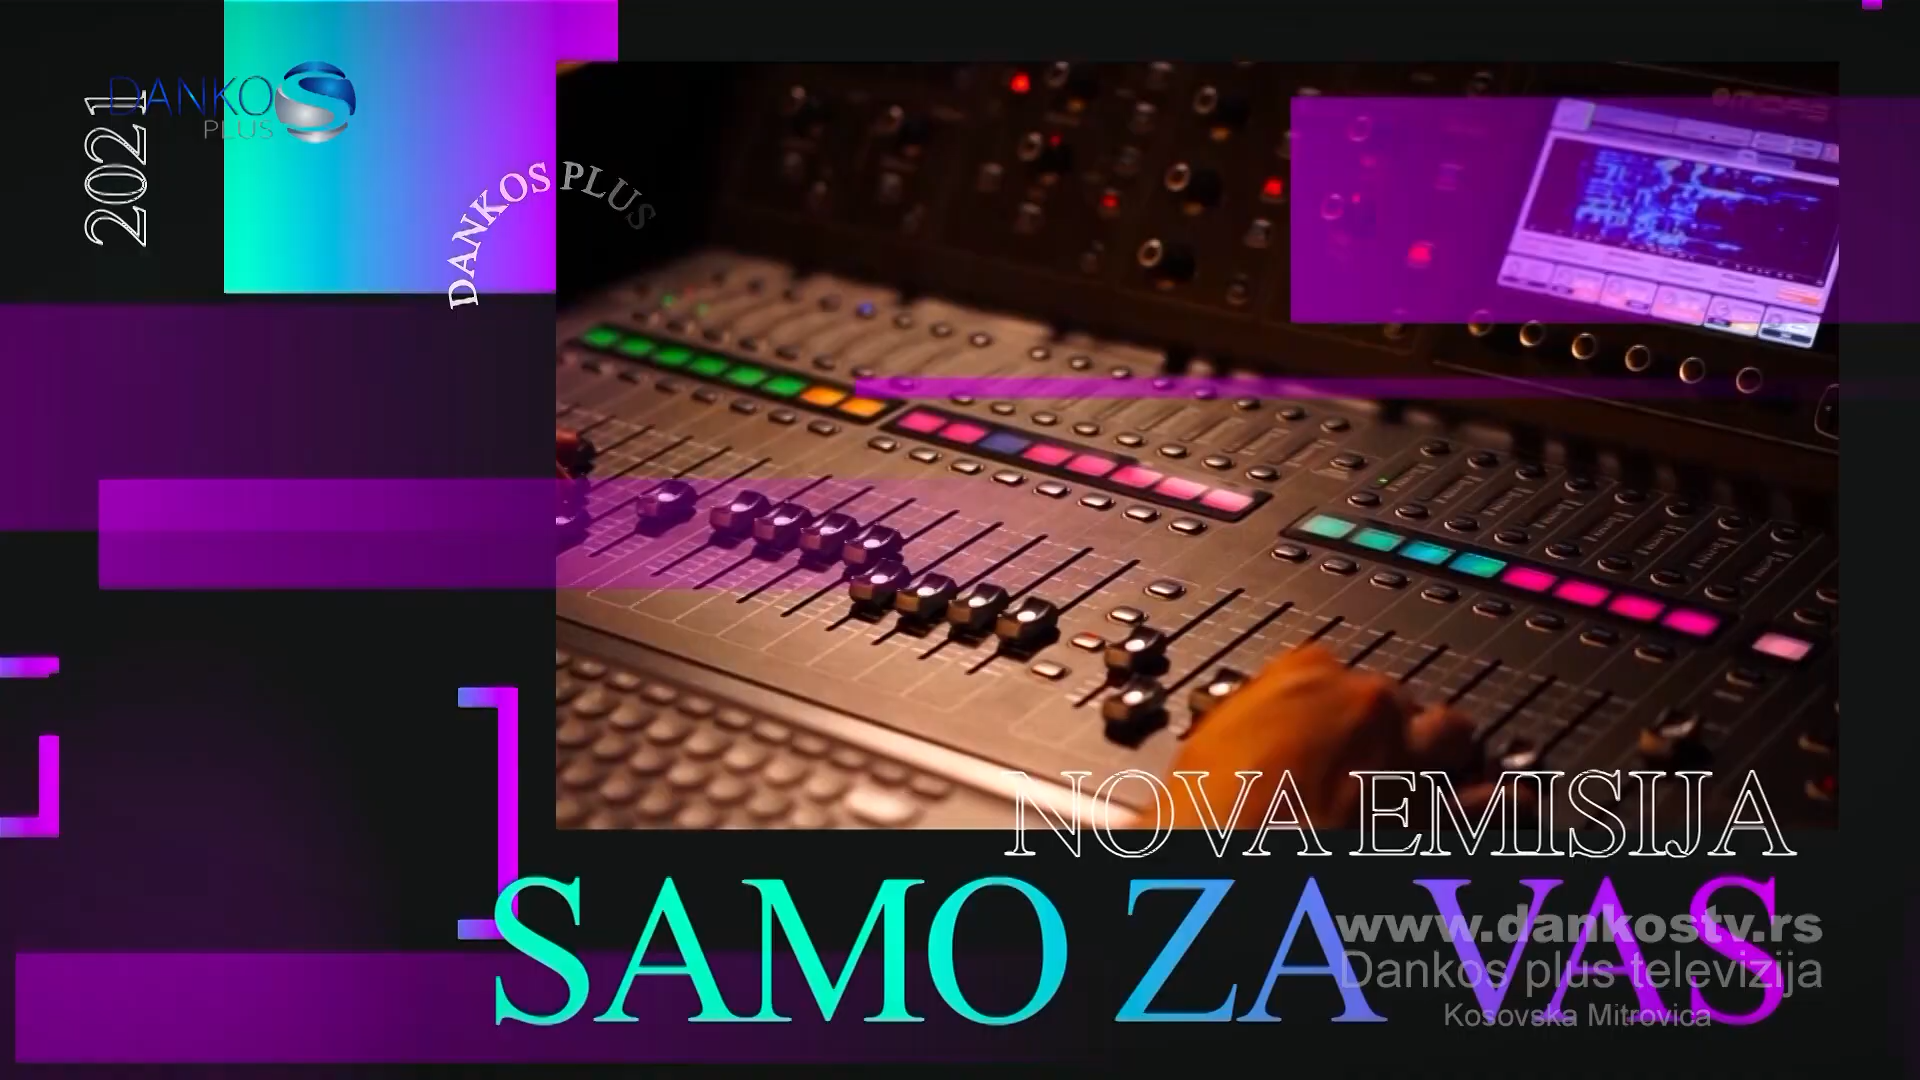 DANKOS
PLUS
2021
DANKOS PLUS
NOVA EMISIJA
SAMO ZA VAS
www.dankostv.rs
Dankos plus televizija
Kosovska Mitrovica